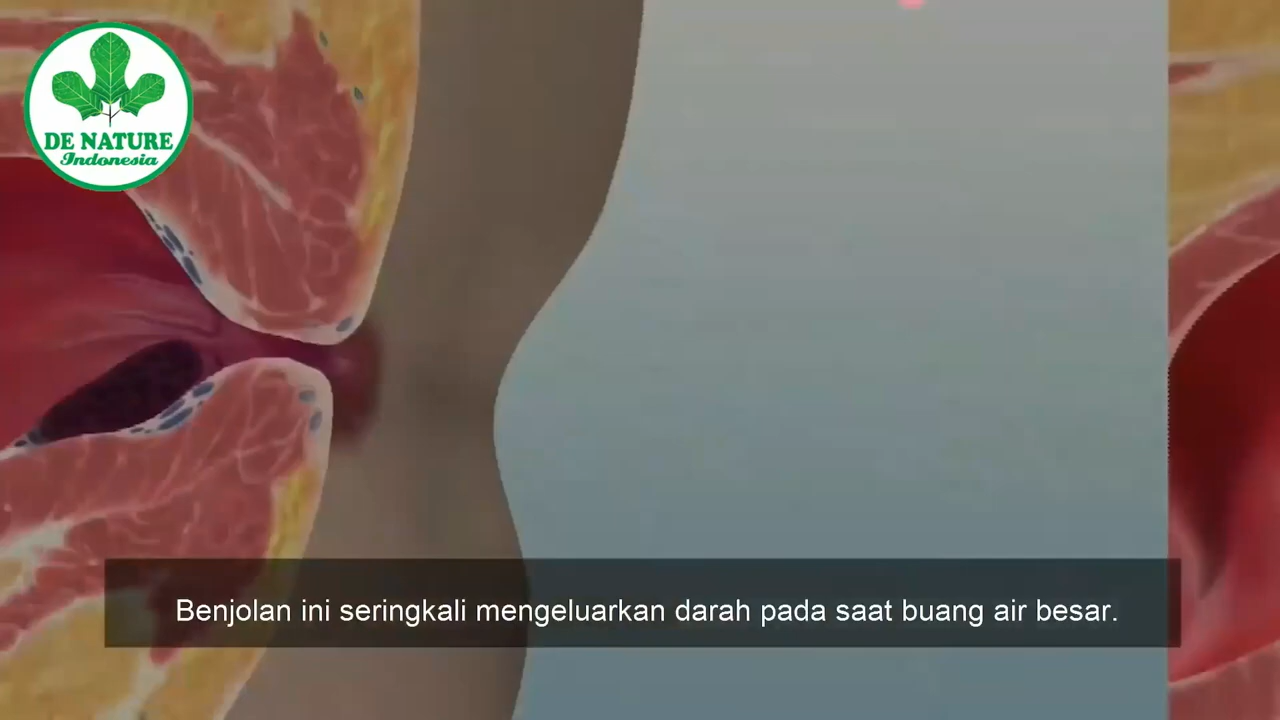 DE NATURE
Indonesia
Benjolan ini seringkali mengeluarkan darah pada saat buang air besar.